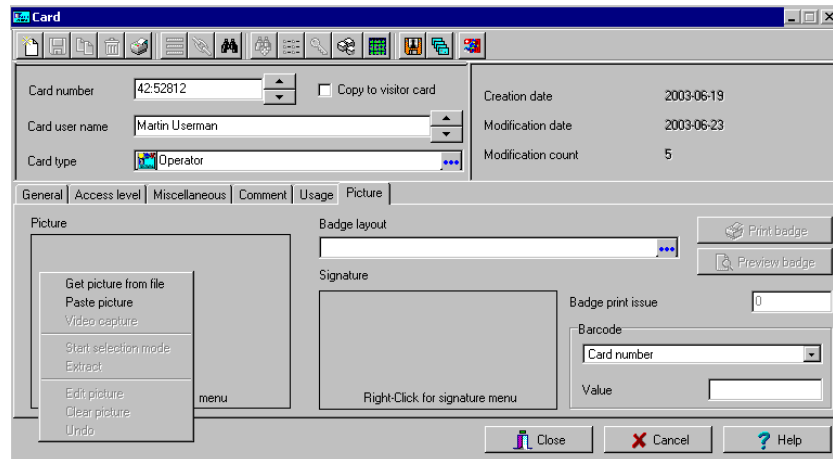 Card
Card number 42:52812 Copy to visitor card
Card user name Martin Userman
Card type Operator
Creation date 2003-06-19
Modification date 2003-06-23
Modification count 5
General Access level Miscellaneous Comment Usage Picture
Picture
Get picture from file
Paste picture
Video capture
Start selection mode
Extract
Edit picture
Clear picture
Undo
menu
Badge layout
Signature
Right-Click for signature menu
Print badge
Preview badge
Badge print issue 0
Barcode
Card number
Value
Close Cancel Help